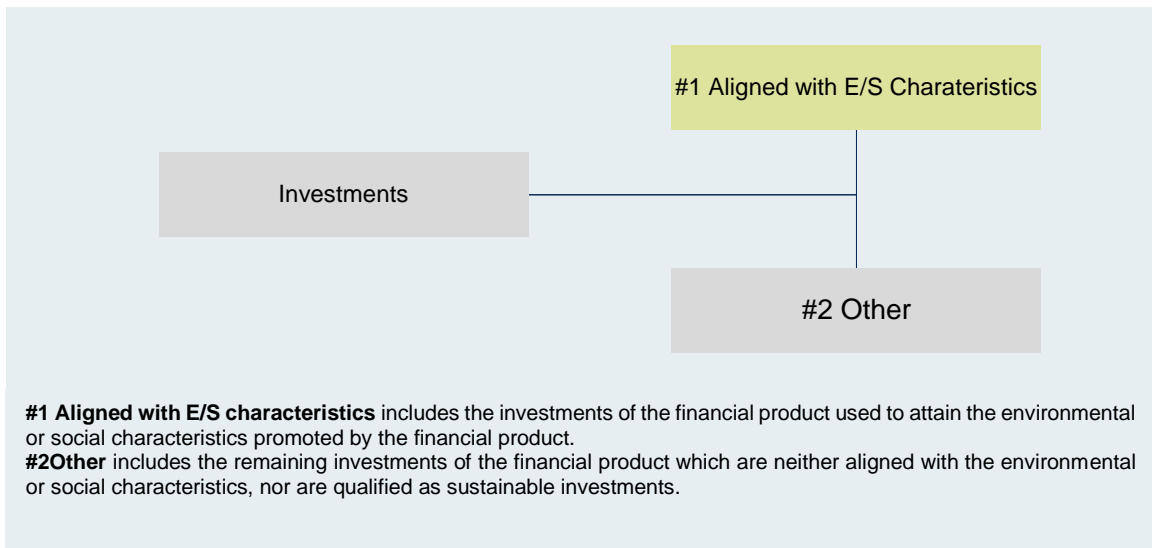 #1 Aligned with E/S Charateristics
Investments
#2 Other
#1 Aligned with E/S characteristics includes the investments of the financial product used to attain the environmental
or social characteristics promoted by the financial product.
#2Other includes the remaining investments of the financial product which are neither aligned with the environmental
or social characteristics, nor are qualified as sustainable investments.